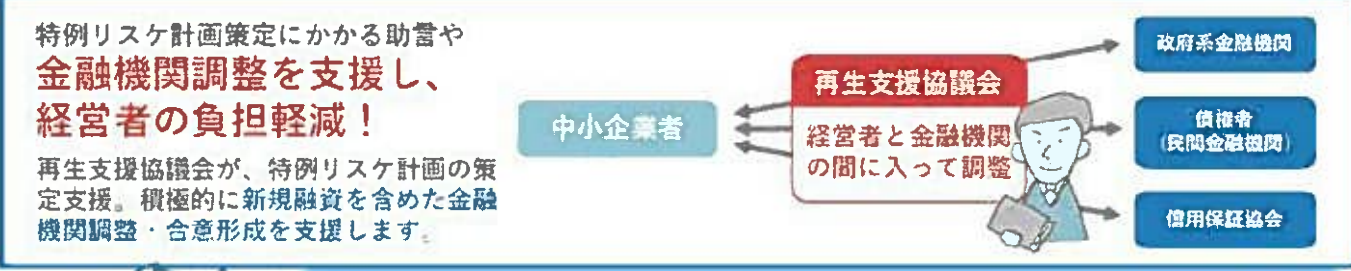 特例リスケ計画策定にかかる助言や
金融機関調整を支援し、
経営者の負担軽減！
再生支援協議会が、特例リスケ計画の策
定支援。積極的に新規融資を含めた金融
機関調整・合意形成を支援します。
中小企業者
再生支援協議会
経営者と金融機関
の間に入って調整
政府系金融機関
債権者
（民間金融機関）
信用保証協会